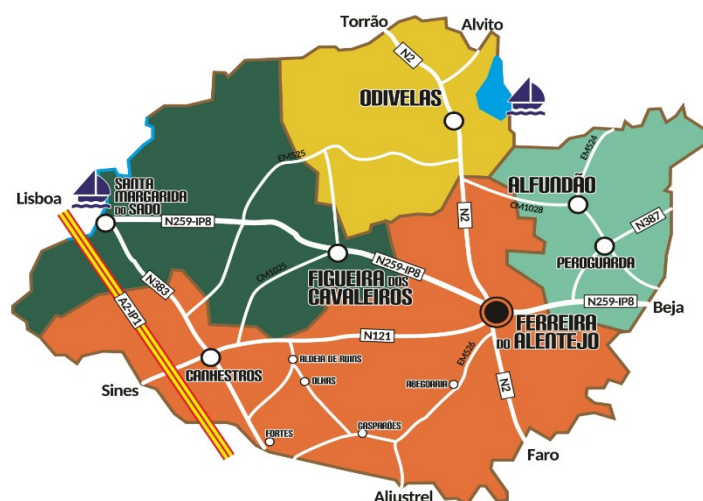 Torrão
Alvito
N2
ODIVELAS
EM525
EM524
SANTA
MARGARIDA
DO SADO
Lisboa
ALFUNDÃO
CM1028
N259-IP8
N2
N387
PEROGUARDA
N383
CM1025
FIGUEIRA DOS
CAVALEIROS
N259-IP8
N259-IP8
Beja
A2-IP1
FERREIRA
DO ALENTEJO
N121
EM526
CANHESTROS
ALDEIA DE RUINS
OLHAS
ABEGOARIA
N2
Sines
FORTES
GASPARÕES
Faro
Aljustrel